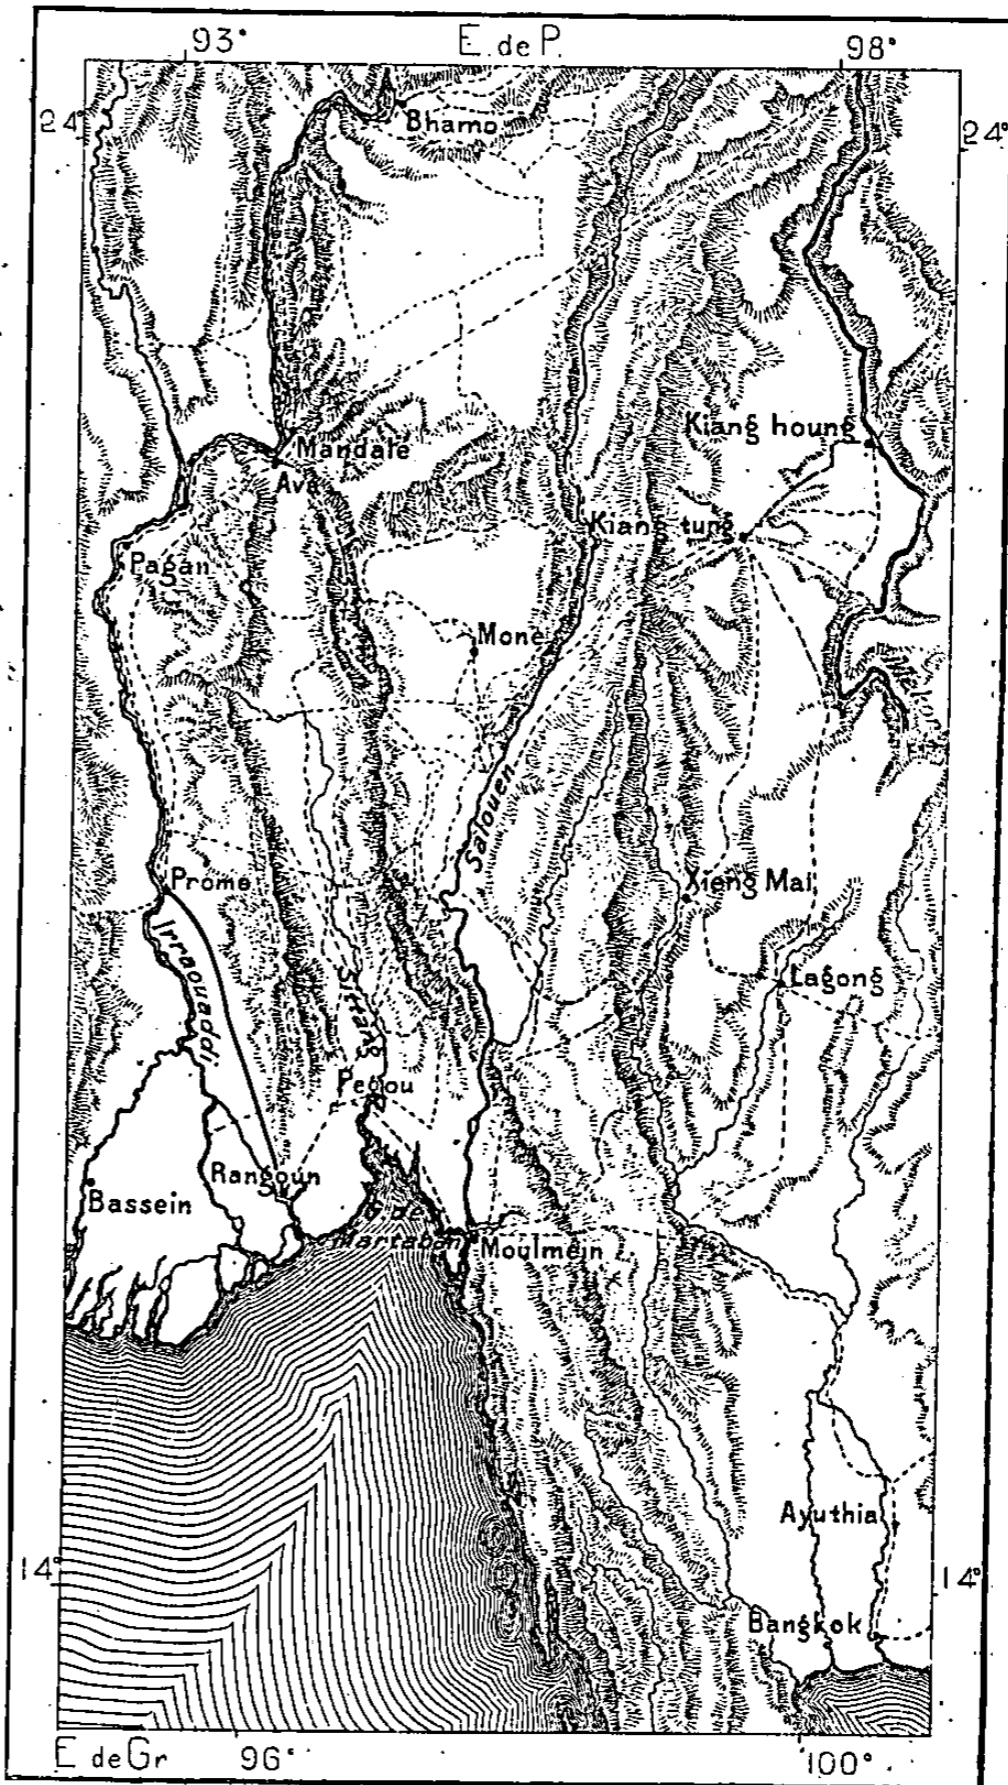 93° E. de P. 98°
24° 24°
Bhamo
Kiang houng
Mandale
Ava
Kiang tung
Pagan
Mone
Mekong
Salouen
Xieng Mai
Prome
Irraouaddi
Sittang
Lagong
Pegou
Rangoun
Bassein
G. de
Martaban
Moulmein
Ayuthia
14° 14°
Bangkok
E de Gr 96° 100°